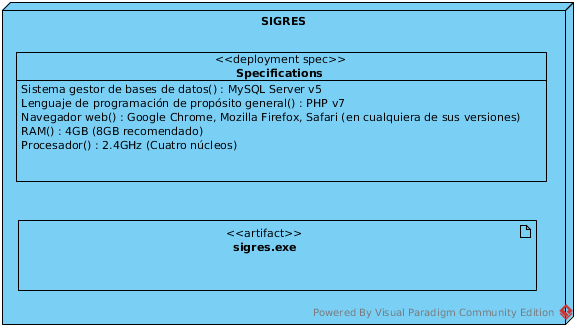 SIGRES
<<deployment spec>>
Specifications
Sistema gestor de bases de datos() : MySQL Server v5
Lenguaje de programación de propósito general() : PHP v7
Navegador web() : Google Chrome, Mozilla Firefox, Safari (en cualquiera de sus versiones)
RAM() : 4GB (8GB recomendado)
Procesador() : 2.4GHz (Cuatro núcleos)
<<artifact>>
sigres.exe
Powered By Visual Paradigm Community Edition